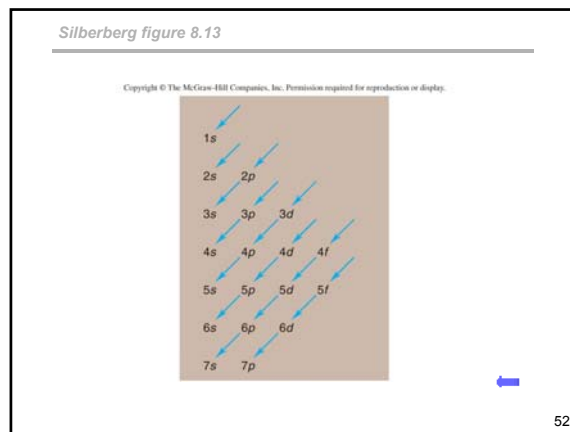 Silberberg figure 8.13
Copyright © The McGraw-Hill Companies, Inc. Permission required for reproduction or display.
1s
2s 2p
3s 3p 3d
4s 4p 4d 4f
5s 5p 5d 5f
6s 6p 6d
7s 7p
52